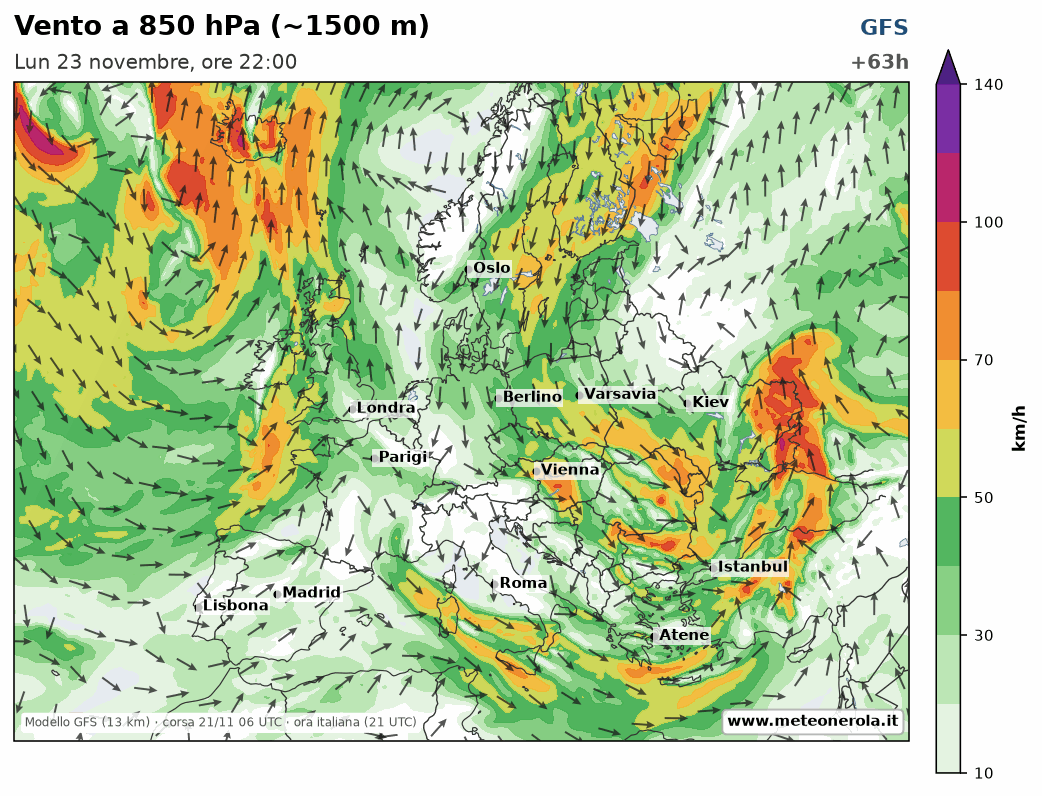 Vento a 850 hPa (~1500 m)
GFS
Lun 23 novembre, ore 22:00
+63h
140
100
70
50
30
10
km/h
Oslo
Londra
Berlino
Varsavia
Kiev
Parigi
Vienna
Istanbul
Roma
Madrid
Lisbona
Atene
Modello GFS (13 km) · corsa 21/11 06 UTC · ora italiana (21 UTC)
www.meteonerola.it